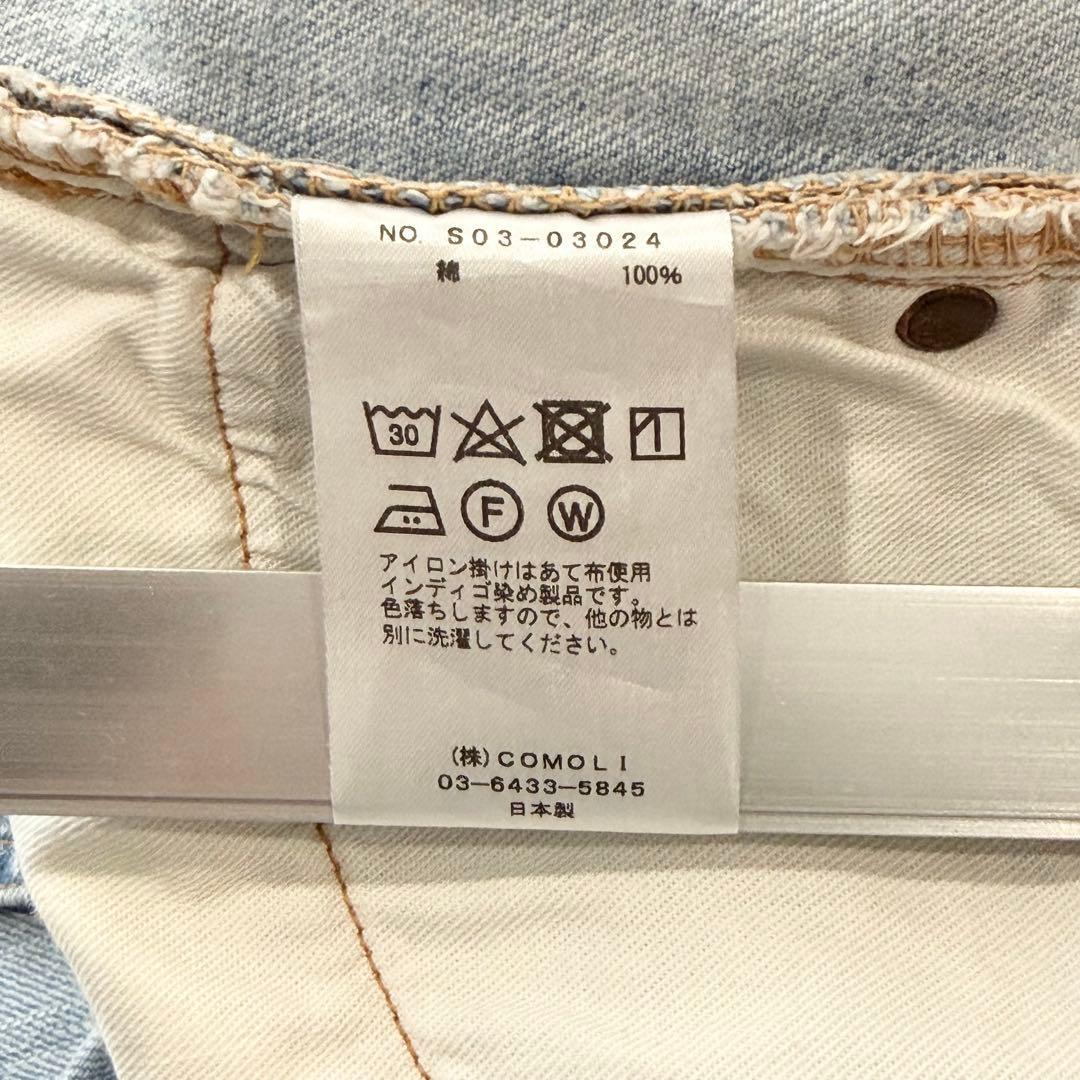 NO. S03-03024
綿 100%
30
F W
アイロン掛けはあて布使用
インディゴ染め製品です。
色落ちしますので、他の物とは
別に洗濯してください。
(株)COMOLI
03-6433-5845
日本製